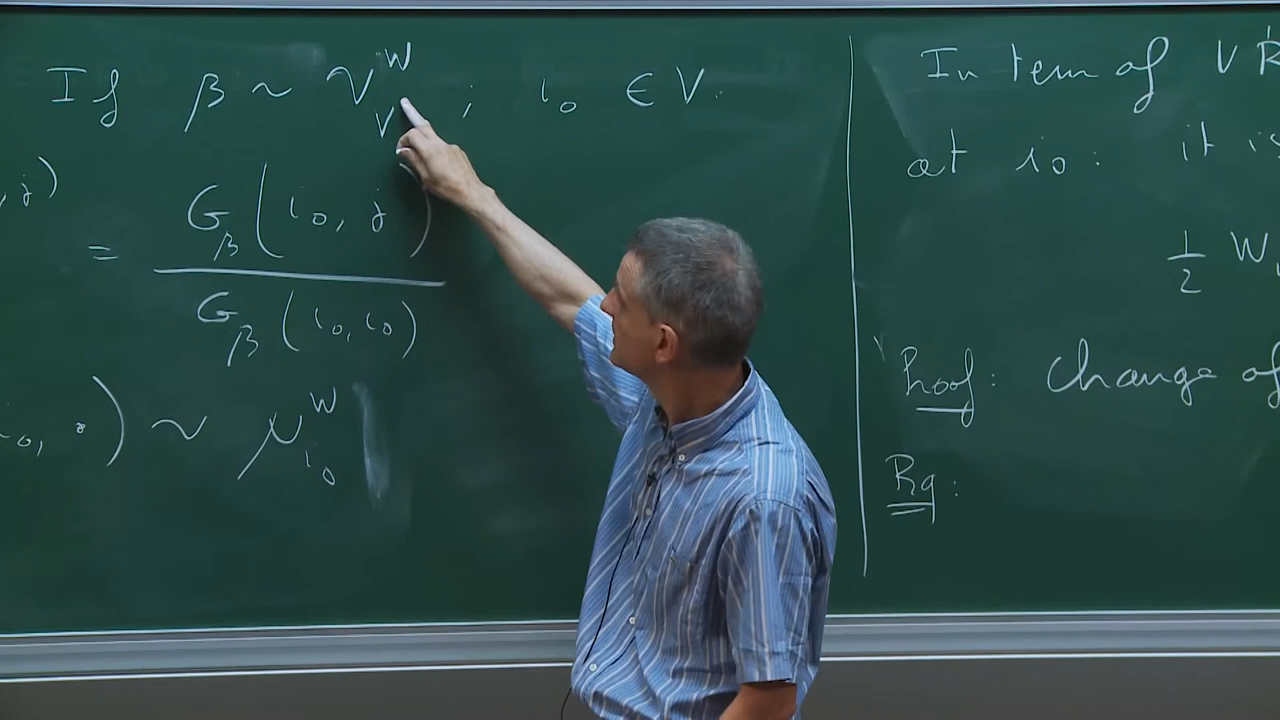 If β ~ ν_V^W , i₀ ∈ V.
, j)
= G_β(i₀, j) / G_β(i₀, i₀)
i₀, ·) ~ μ_{i₀}^W
In term of V R
at i₀ : it is
1/2 W
Proof : Change of
Rq :